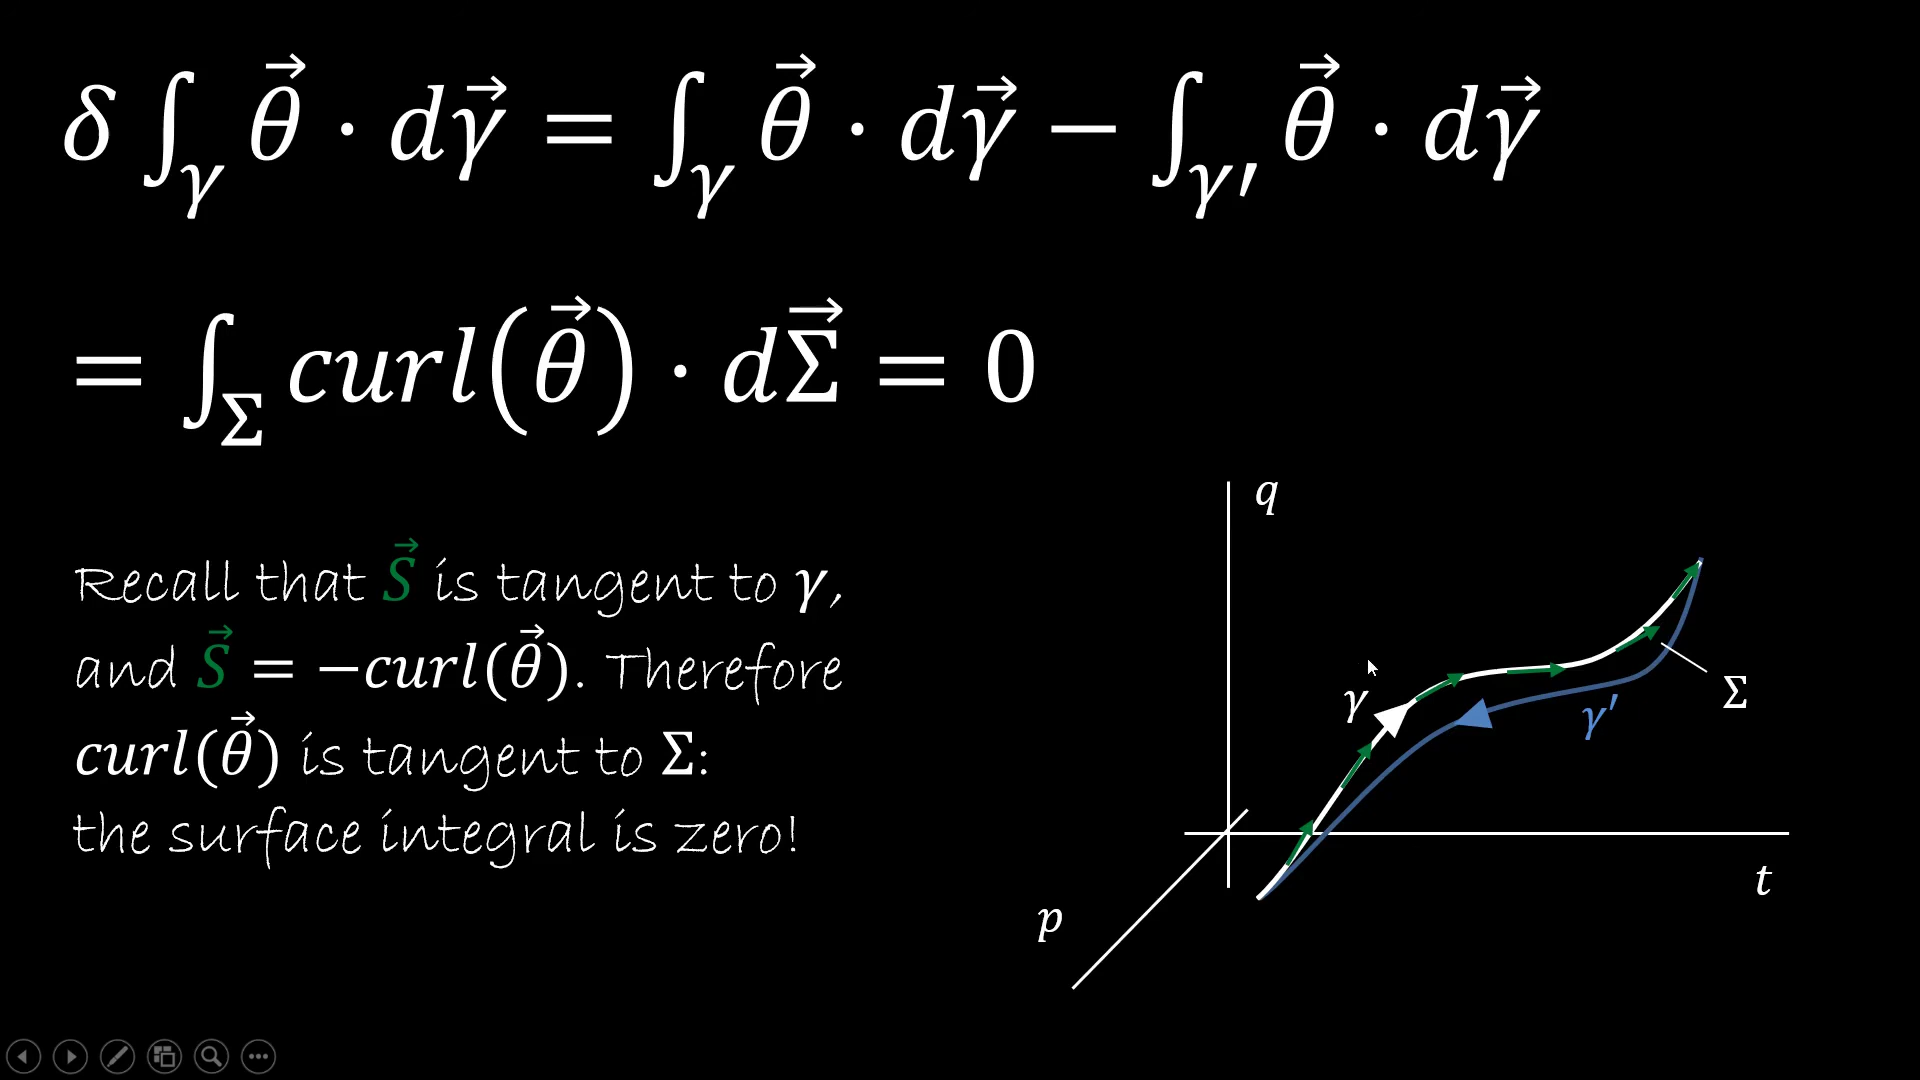 δ ∫_γ θ⃗ · dγ⃗ = ∫_γ θ⃗ · dγ⃗ − ∫_γ′ θ⃗ · dγ⃗
= ∫_Σ curl(θ⃗) · dΣ⃗ = 0
Recall that S⃗ is tangent to γ,
and S⃗ = −curl(θ⃗). Therefore
curl(θ⃗) is tangent to Σ:
the surface integral is zero!
q
γ
γ′
Σ
t
p